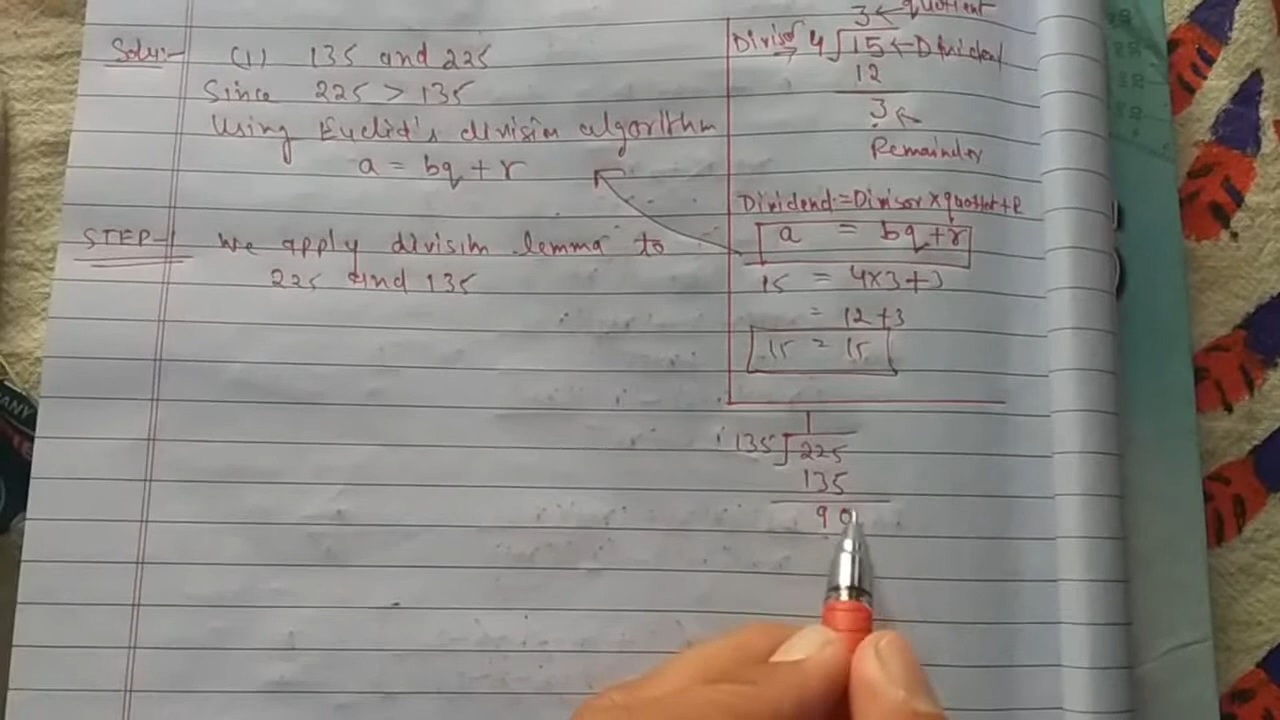 Soln:- (1) 135 and 225
Since 225 > 135
Using Euclid's division algorithm
a = bq + r
STEP-1 We apply division lemma to
225 and 135
3 ← quotient
Divisor → 4 √15 ← Dividend
12
3 ←
Remainder
Dividend = Divisor × quotient + R
a = bq + r
15 = 4×3+3
= 12+3
15 = 15
1
135 √225
135
90